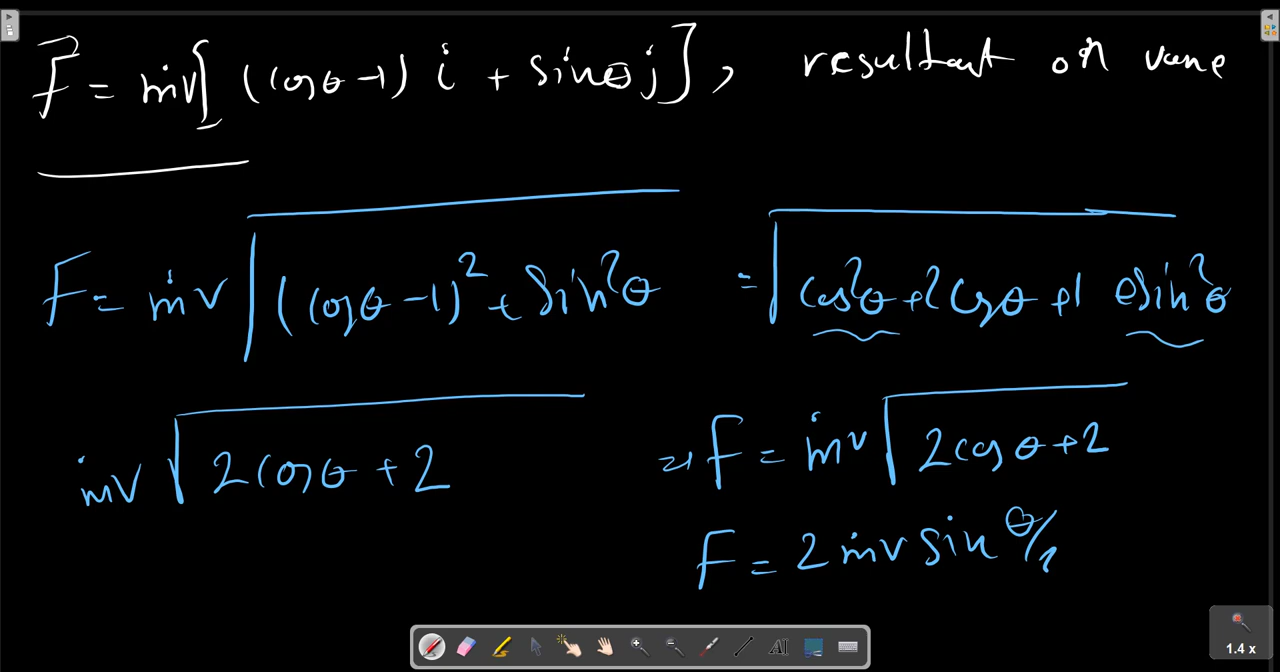 F⃗ = ṁv[(cosθ -1) i + sinθ j], resultant on vane
F = ṁv √((cosθ -1)² + sin²θ) = √(cos²θ + 2cosθ + 1 + sin²θ)
ṁv √(2cosθ + 2) ⇒ F = ṁv √(2cosθ + 2)
F = 2ṁv sin θ/2
1.4 x